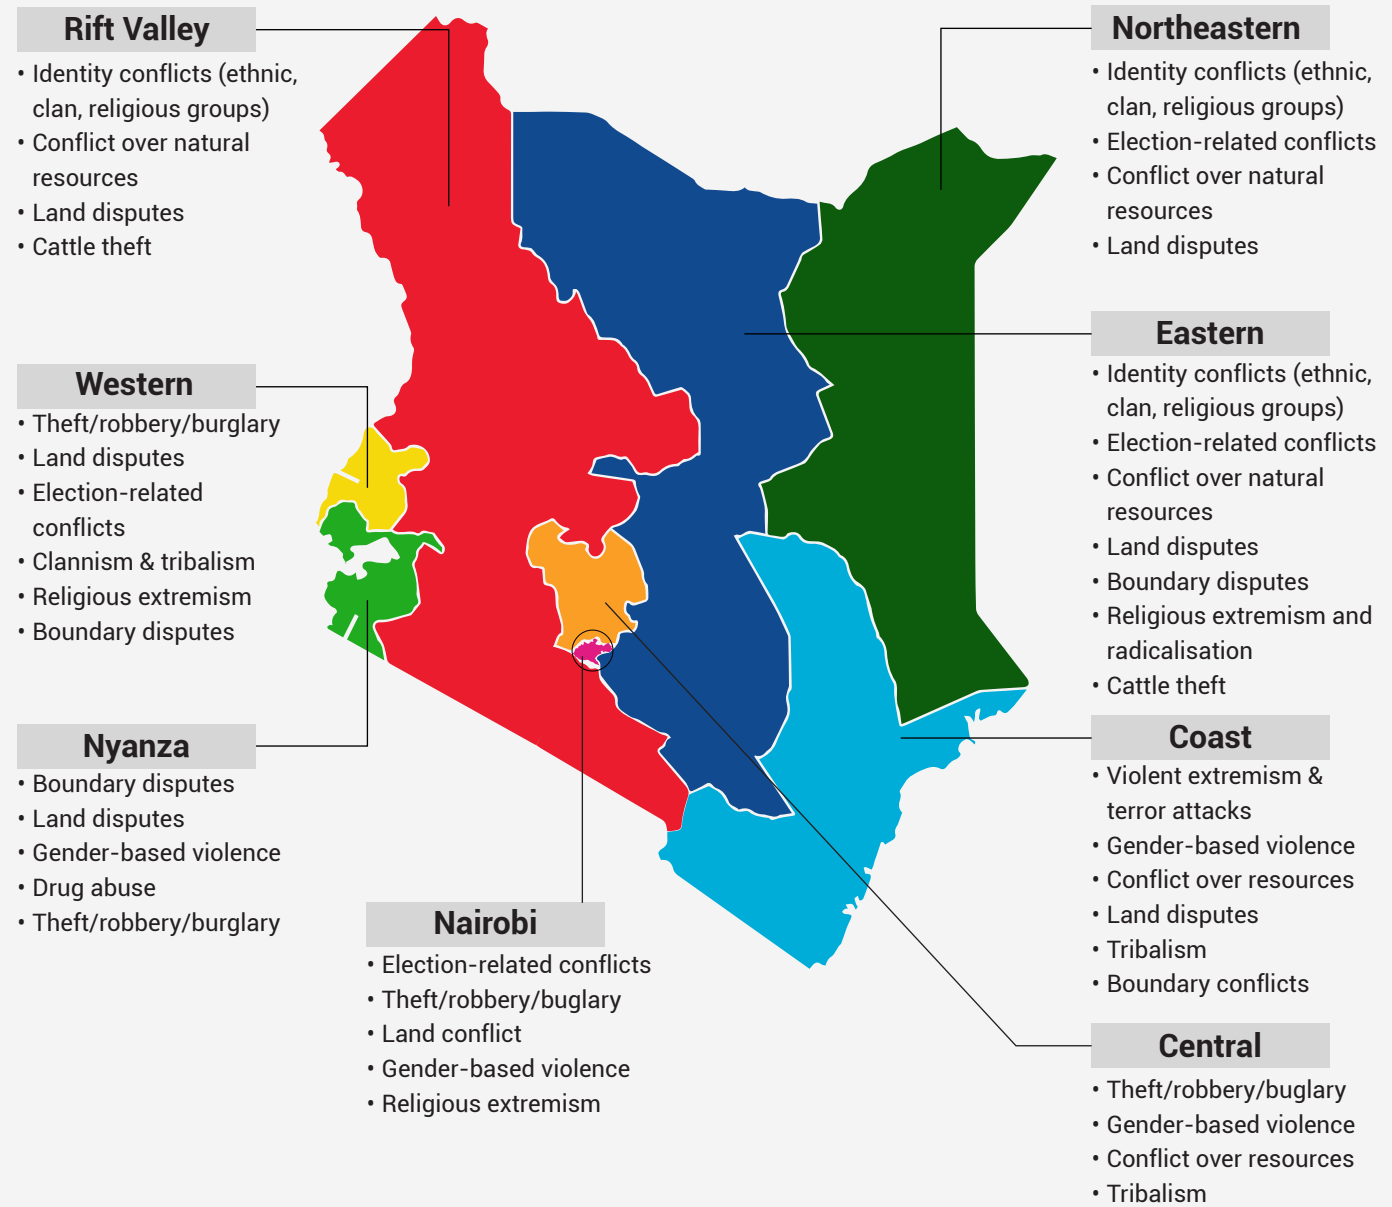 Rift Valley
• Identity conflicts (ethnic,
clan, religious groups)
• Conflict over natural
resources
• Land disputes
• Cattle theft
Western
• Theft/robbery/burglary
• Land disputes
• Election-related
conflicts
• Clannism & tribalism
• Religious extremism
• Boundary disputes
Nyanza
• Boundary disputes
• Land disputes
• Gender-based violence
• Drug abuse
• Theft/robbery/burglary
Nairobi
• Election-related conflicts
• Theft/robbery/buglary
• Land conflict
• Gender-based violence
• Religious extremism
Northeastern
• Identity conflicts (ethnic,
clan, religious groups)
• Election-related conflicts
• Conflict over natural
resources
• Land disputes
Eastern
• Identity conflicts (ethnic,
clan, religious groups)
• Election-related conflicts
• Conflict over natural
resources
• Land disputes
• Boundary disputes
• Religious extremism and
radicalisation
• Cattle theft
Coast
• Violent extremism &
terror attacks
• Gender-based violence
• Conflict over resources
• Land disputes
• Tribalism
• Boundary conflicts
Central
• Theft/robbery/buglary
• Gender-based violence
• Conflict over resources
• Tribalism